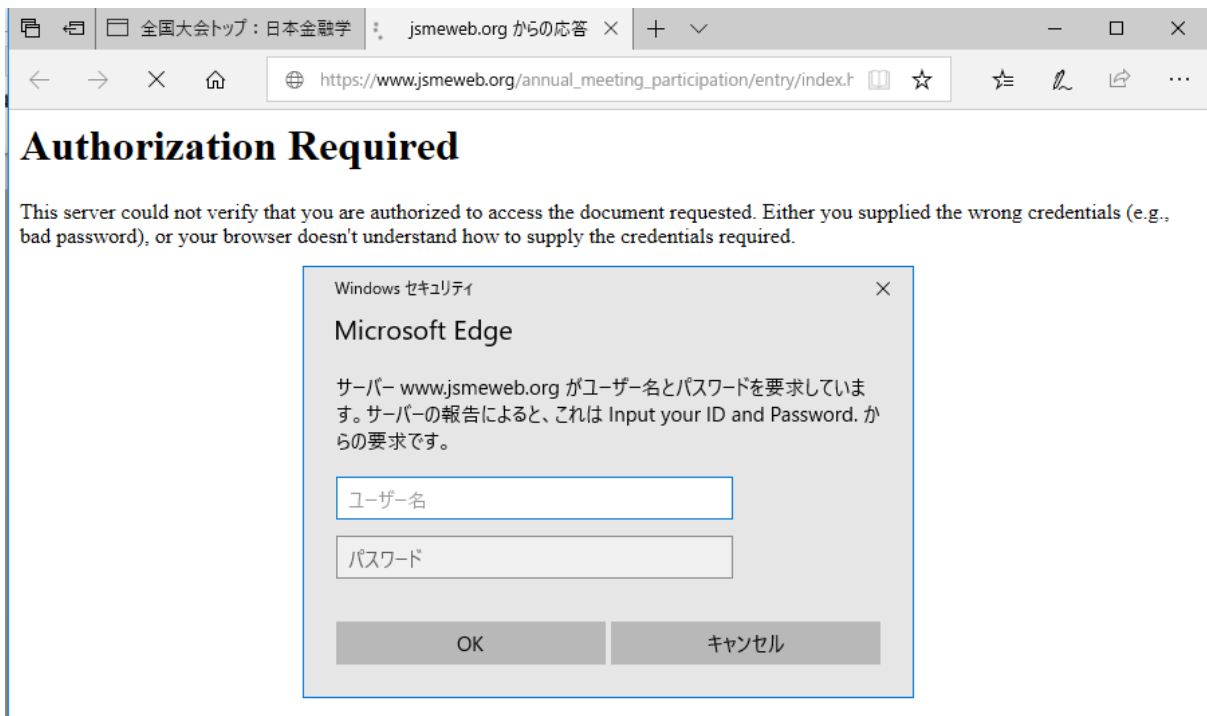 全国大会トップ：日本金融学
jsmeweb.org からの応答
https://www.jsmeweb.org/annual_meeting_participation/entry/index.h
Authorization Required
This server could not verify that you are authorized to access the document requested. Either you supplied the wrong credentials (e.g.,
bad password), or your browser doesn't understand how to supply the credentials required.
Windows セキュリティ
Microsoft Edge
サーバー www.jsmeweb.org がユーザー名とパスワードを要求していま
す。サーバーの報告によると、これは Input your ID and Password. か
らの要求です。
ユーザー名
パスワード
OK
キャンセル